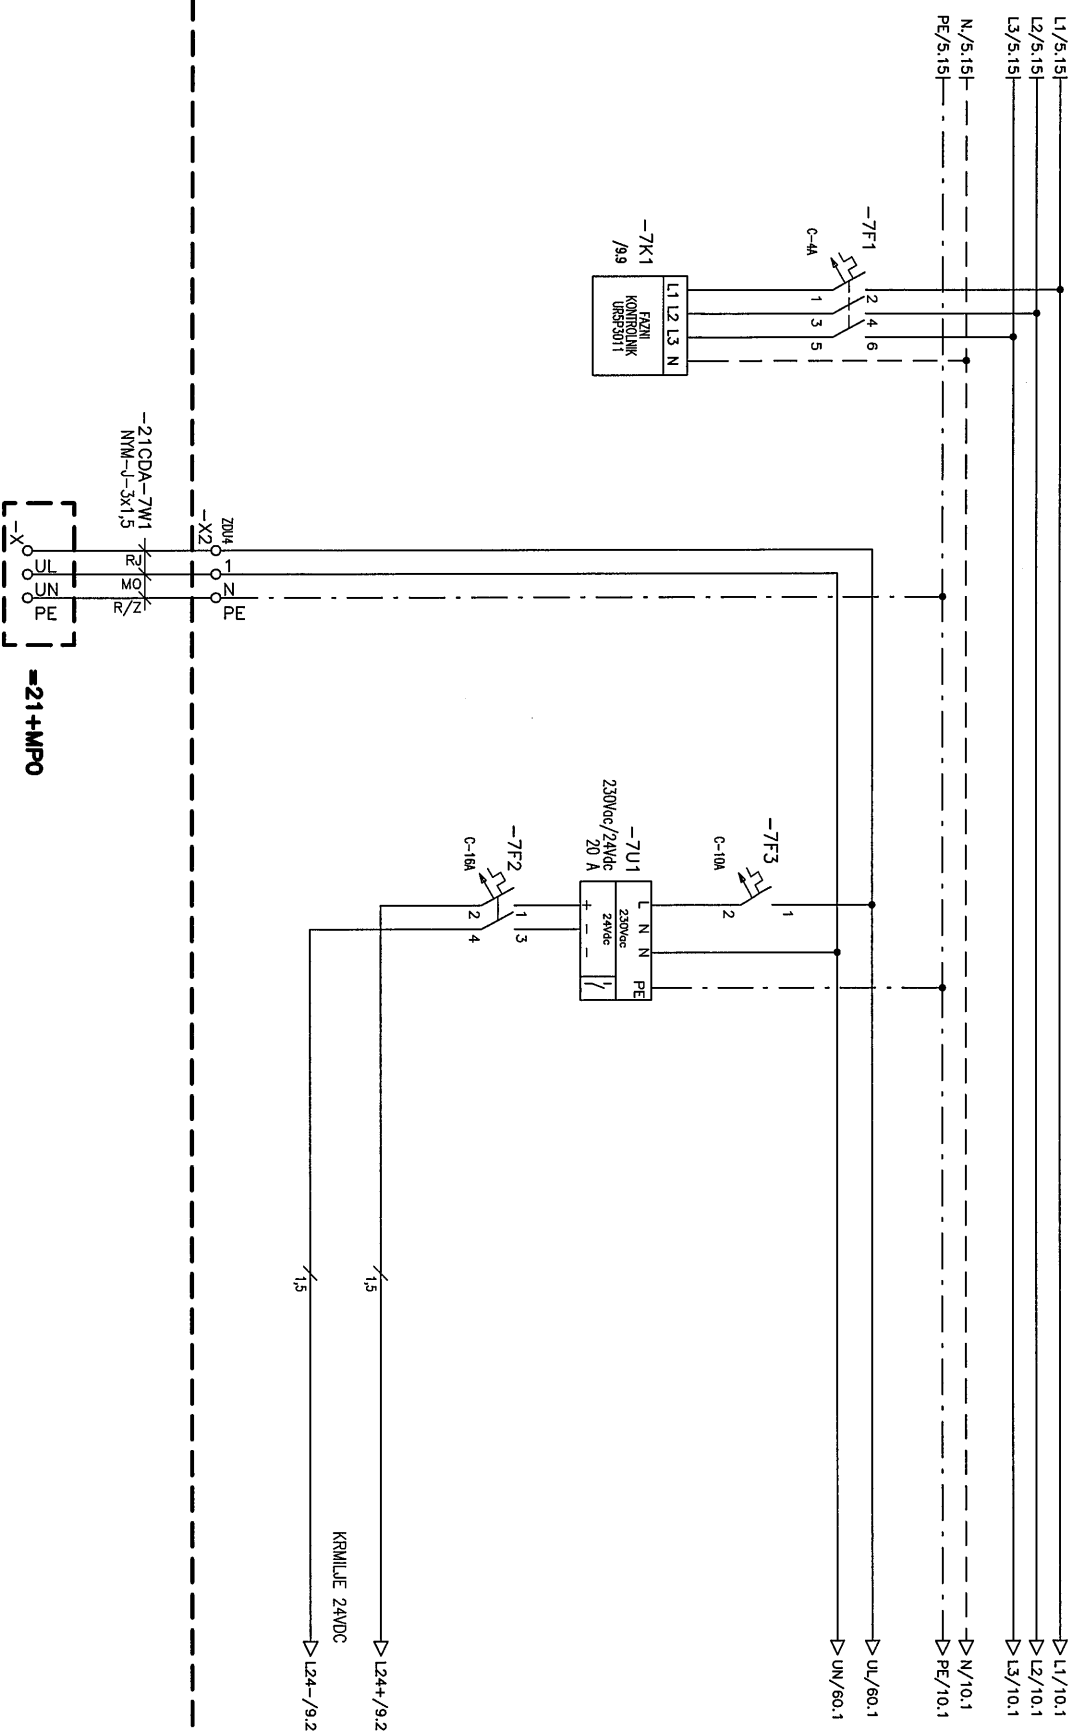 L1/5.15
L2/5.15
L3/5.15
N./5.15
PE/5.15
L1/10.1
L2/10.1
L3/10.1
N/10.1
PE/10.1
UL/60.1
UN/60.1
-7F1
C-4A
2
4
6
1
3
5
-7K1
/9.9
L1 L2 L3 N
FAZNI
KONTROLNIK
UR5P3011
-7F3
C-10A
1
2
-7U1
230Vac/24Vdc
20 A
L N N PE
230Vac
24Vdc
+ - -
-7F2
C-16A
1
3
2
4
1,5
1,5
KRMILJE 24VDC
L24+/9.2
L24-/9.2
ZDU4
-X2
1
N
PE
-21CDA-7W1
NYM-J-3x1,5
RJ
MO
R/Z
-X
UL
UN
PE
=21+MPO